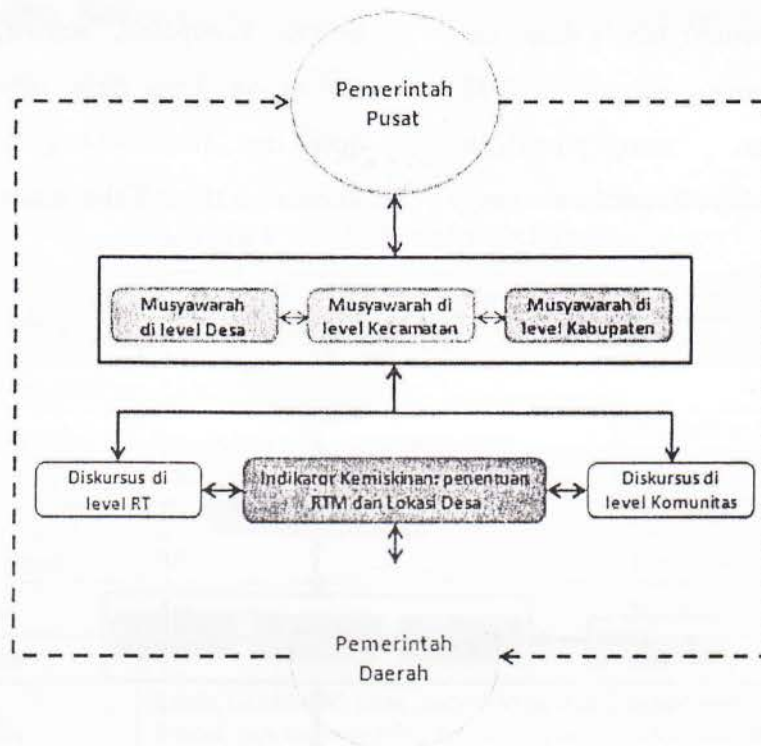 Pemerintah
Pusat
Musyawarah
di level Desa
Musyawarah di
level Kecamatan
Musyawarah di
level Kabupaten
Diskursus di
level RT
Indikator Kemiskinan: penentuan
RTM dan Lokasi Desa
Diskursus di
level Komunitas
Pemerintah
Daerah